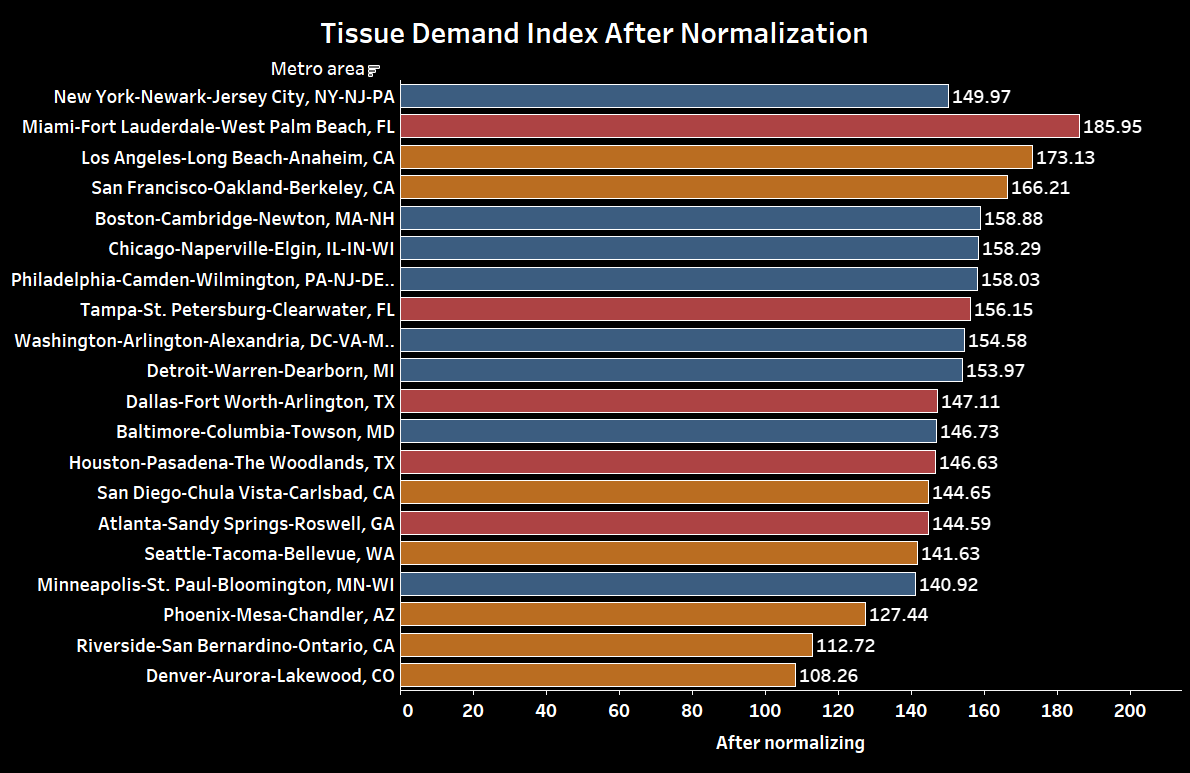 Tissue Demand Index After Normalization
Metro area
New York-Newark-Jersey City, NY-NJ-PA 149.97
Miami-Fort Lauderdale-West Palm Beach, FL 185.95
Los Angeles-Long Beach-Anaheim, CA 173.13
San Francisco-Oakland-Berkeley, CA 166.21
Boston-Cambridge-Newton, MA-NH 158.88
Chicago-Naperville-Elgin, IL-IN-WI 158.29
Philadelphia-Camden-Wilmington, PA-NJ-DE.. 158.03
Tampa-St. Petersburg-Clearwater, FL 156.15
Washington-Arlington-Alexandria, DC-VA-M.. 154.58
Detroit-Warren-Dearborn, MI 153.97
Dallas-Fort Worth-Arlington, TX 147.11
Baltimore-Columbia-Towson, MD 146.73
Houston-Pasadena-The Woodlands, TX 146.63
San Diego-Chula Vista-Carlsbad, CA 144.65
Atlanta-Sandy Springs-Roswell, GA 144.59
Seattle-Tacoma-Bellevue, WA 141.63
Minneapolis-St. Paul-Bloomington, MN-WI 140.92
Phoenix-Mesa-Chandler, AZ 127.44
Riverside-San Bernardino-Ontario, CA 112.72
Denver-Aurora-Lakewood, CO 108.26
0 20 40 60 80 100 120 140 160 180 200
After normalizing